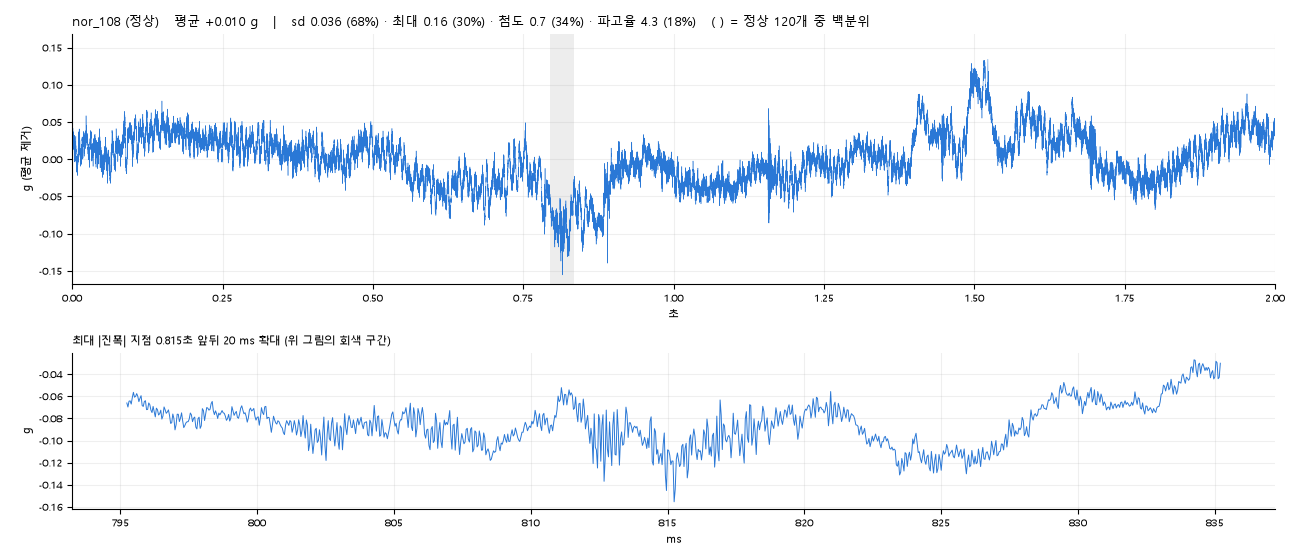 nor_108 (정상) 평균 +0.010 g | sd 0.036 (68%) · 최대 0.16 (30%) · 첨도 0.7 (34%) · 파고율 4.3 (18%) ( ) = 정상 120개 중 백분위
g (평균 제거)
0.15
0.10
0.05
0.00
-0.05
-0.10
-0.15
0.00 0.25 0.50 0.75 1.00 1.25 1.50 1.75 2.00
초
최대 |진폭| 지점 0.815초 앞뒤 20 ms 확대 (위 그림의 회색 구간)
g
-0.04
-0.06
-0.08
-0.10
-0.12
-0.14
-0.16
795 800 805 810 815 820 825 830 835
ms